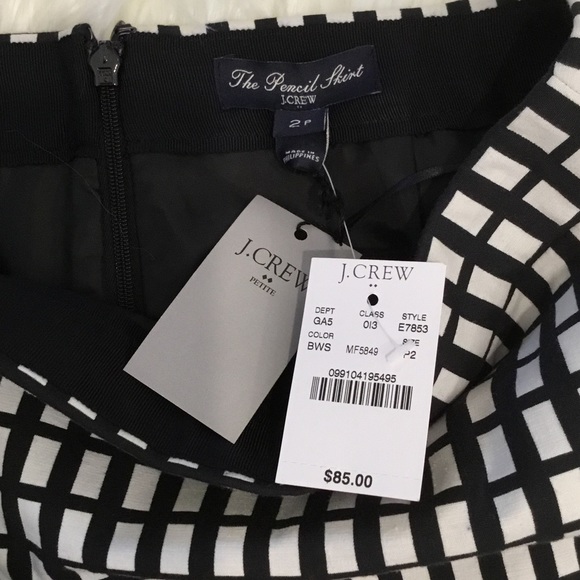 The Pencil Skirt
J.CREW
2P
MADE IN
PHILIPPINES
J.CREW
PETITE
J.CREW
DEPT CLASS STYLE
GA5 013 E7853
COLOR SIZE
BWS MF5849 P2
099104195495
$85.00